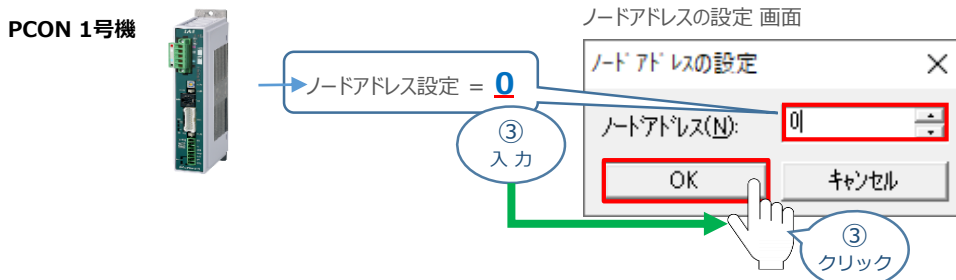 ノードアドレスの設定 画面
PCON 1号機
ノードアドレスの設定
ノードアドレス設定 = 0
ノードアドレス(N):
0
③
入 力
OK
キャンセル
③
クリック